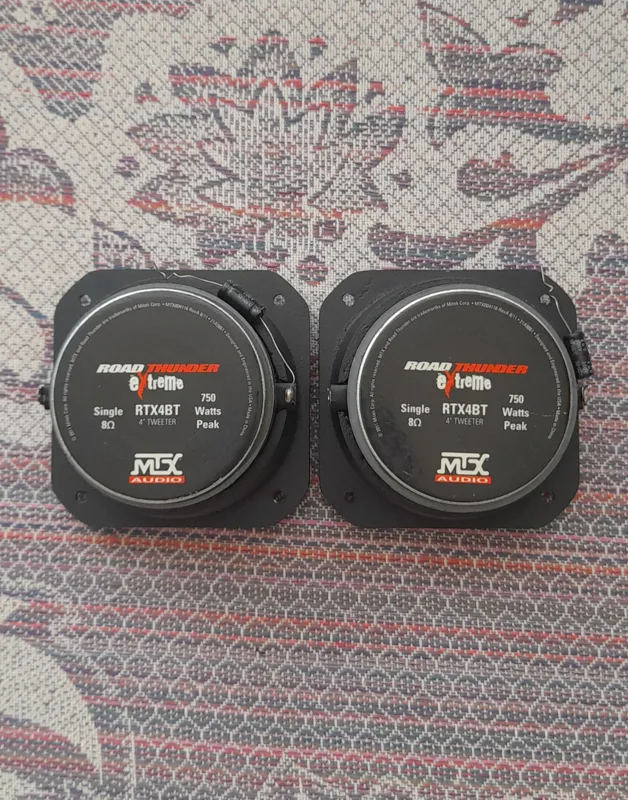 ROAD THUNDER
eXtreme
Single
8Ω
RTX4BT
4" TWEETER
750
Watts
Peak
MTX
AUDIO
ROAD THUNDER
eXtreme
Single
8Ω
RTX4BT
4" TWEETER
750
Watts
Peak
MTX
AUDIO